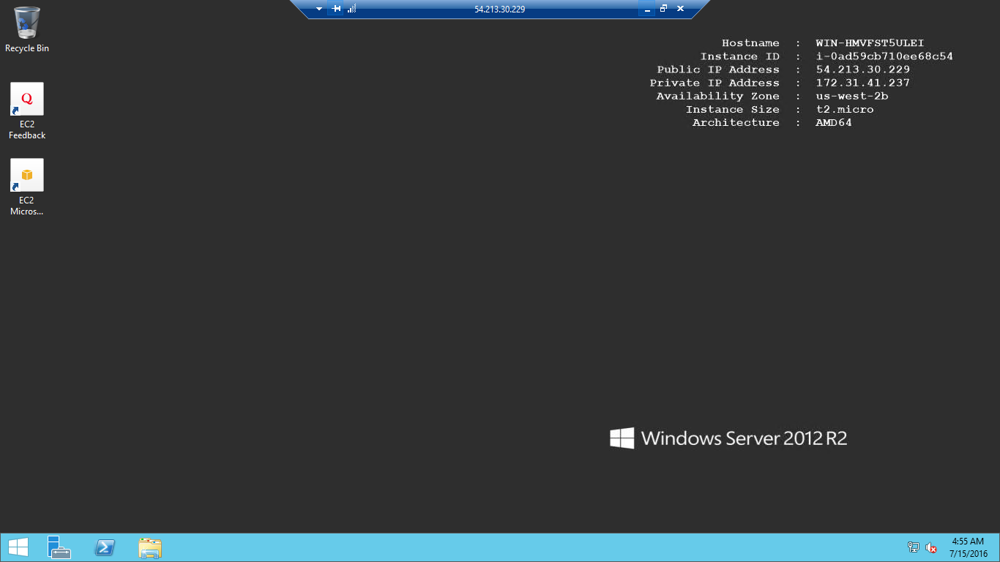 54.213.30.229
Recycle Bin
EC2
Feedback
EC2
Micros...
Hostname : WIN-HMVFST5ULEI
Instance ID : i-0ad59cb710ee68c54
Public IP Address : 54.213.30.229
Private IP Address : 172.31.41.237
Availability Zone : us-west-2b
Instance Size : t2.micro
Architecture : AMD64
Windows Server 2012 R2
4:55 AM
7/15/2016